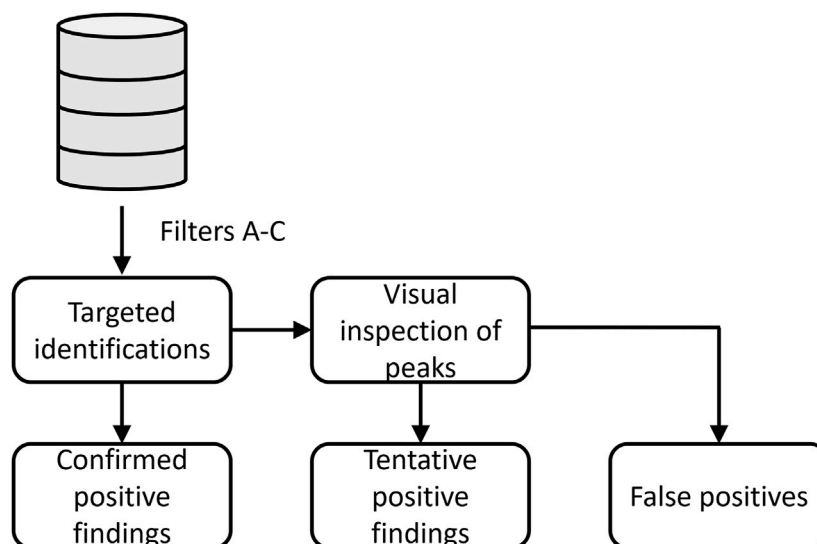 Filters A-C
Targeted
identifications
Visual
inspection of
peaks
Confirmed
positive
findings
Tentative
positive
findings
False positives